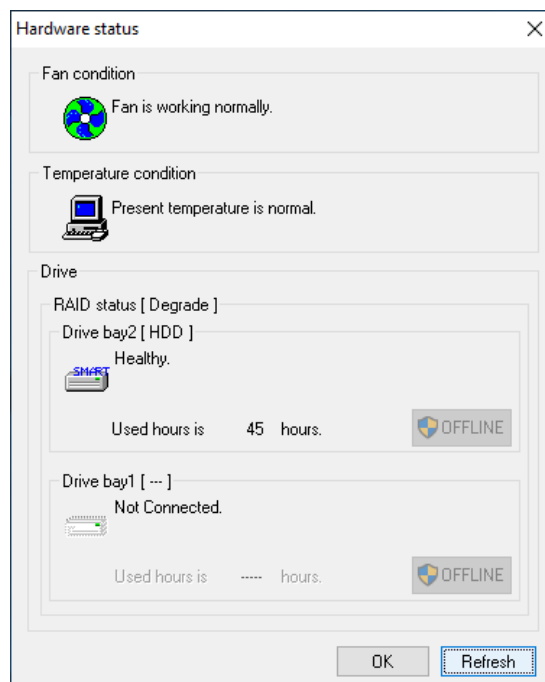 Hardware status
Fan condition
Fan is working normally.
Temperature condition
Present temperature is normal.
Drive
RAID status [ Degrade ]
Drive bay2 [ HDD ]
SMART
Healthy.
Used hours is 45 hours.
OFFLINE
Drive bay1 [ --- ]
Not Connected.
Used hours is ----- hours.
OFFLINE
OK
Refresh